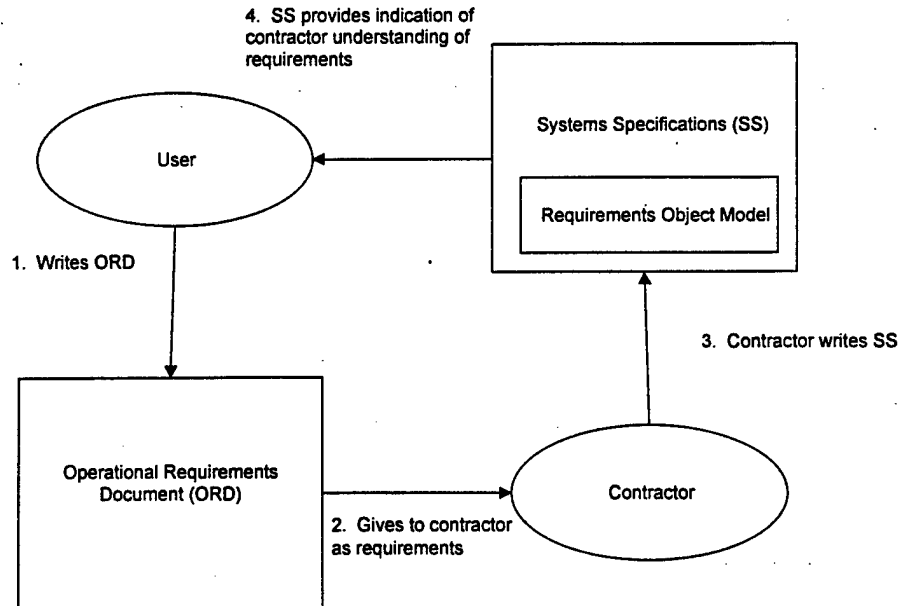 4. SS provides indication of
contractor understanding of
requirements
Systems Specifications (SS)
User
Requirements Object Model
1. Writes ORD
3. Contractor writes SS
Operational Requirements
Document (ORD)
Contractor
2. Gives to contractor
as requirements